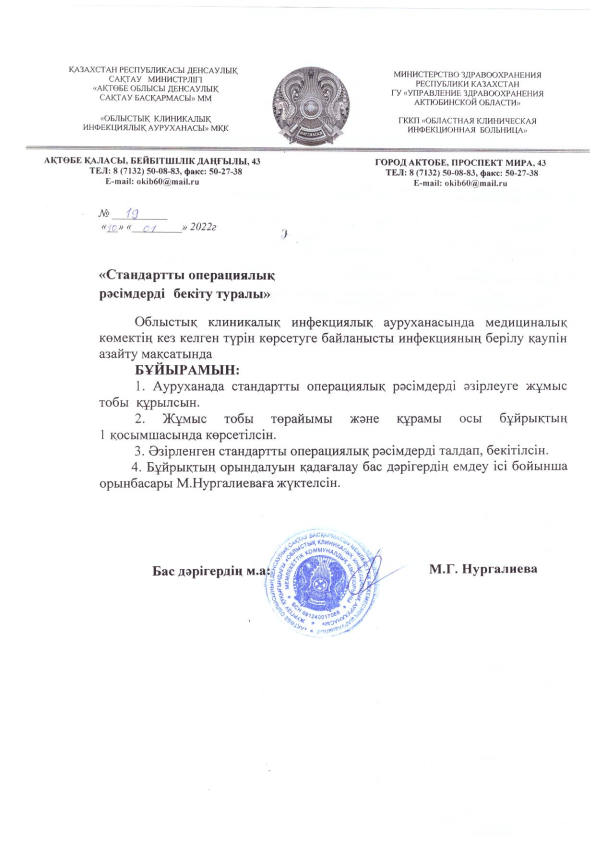 ҚАЗАҚСТАН РЕСПУБЛИКАСЫ ДЕНСАУЛЫҚ
САҚТАУ МИНИСТРЛІГІ
«АҚТӨБЕ ОБЛЫСЫ ДЕНСАУЛЫҚ
САҚТАУ БАСҚАРМАСЫ» ММ
«ОБЛЫСТЫҚ КЛИНИКАЛЫҚ
ИНФЕКЦИЯЛЫҚ АУРУХАНАСЫ» МҚК
МИНИСТЕРСТВО ЗДРАВООХРАНЕНИЯ
РЕСПУБЛИКИ КАЗАХСТАН
ГУ «УПРАВЛЕНИЕ ЗДРАВООХРАНЕНИЯ
АКТЮБИНСКОЙ ОБЛАСТИ»
ГККП «ОБЛАСТНАЯ КЛИНИЧЕСКАЯ
ИНФЕКЦИОННАЯ БОЛЬНИЦА»
АҚТӨБЕ ҚАЛАСЫ, БЕЙБІТШІЛІК ДАҢҒЫЛЫ, 43
ТЕЛ: 8 (7132) 50-08-83, факс: 50-27-38
E-mail: okib60@mail.ru
ГОРОД АКТОБЕ, ПРОСПЕКТ МИРА, 43
ТЕЛ: 8 (7132) 50-08-83, факс: 50-27-38
E-mail: okib60@mail.ru
№ 19
«10» «01» 2022г
«Стандартты операциялық
рәсімдерді бекіту туралы»
Облыстық клиникалық инфекциялық ауруханасында медициналық
көмектің кез келген түрін көрсетуге байланысты инфекцияның берілу қаупін
азайту мақсатында
БҰЙЫРАМЫН:
1. Ауруханада стандартты операциялық рәсімдерді әзірлеуге жұмыс
тобы құрылсын.
2. Жұмыс тобы төрайымы және құрамы осы бұйрықтың
1 қосымшасында көрсетілсін.
3. Әзірленген стандартты операциялық рәсімдерді талдап, бекітілсін.
4. Бұйрықтың орындалуын қадағалау бас дәрігердің емдеу ісі бойынша
орынбасары М.Нургалиеваға жүктелсін.
Бас дәрігердің м.а:
М.Г. Нургалиева